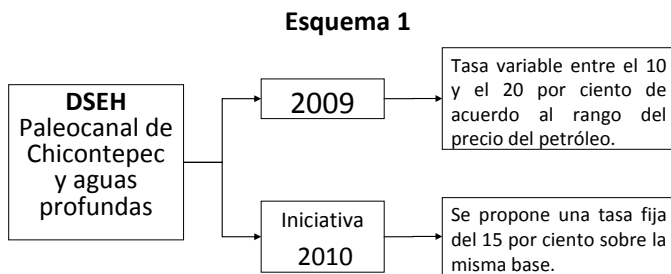 Esquema 1
DSEH
Paleocanal de
Chicontepec
y aguas
profundas
2009
Tasa variable entre el 10
y el 20 por ciento de
acuerdo al rango del
precio del petróleo.
Iniciativa
2010
Se propone una tasa fija
del 15 por ciento sobre la
misma base.